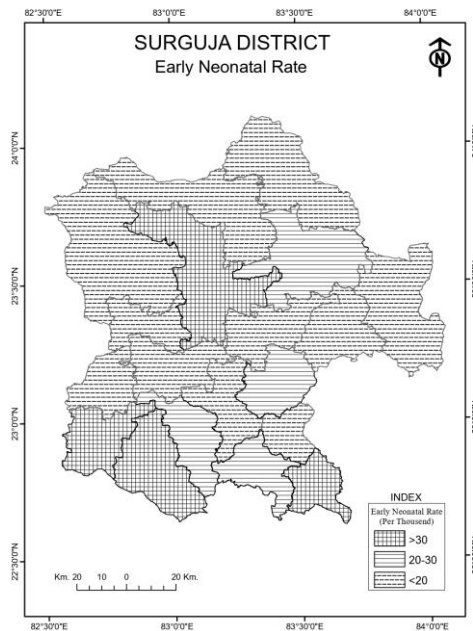 82°30'0"E 83°0'0"E 83°30'0"E 84°0'0"E
SURGUJA DISTRICT
Early Neonatal Rate
N
24°0'0"N
23°30'0"N
23°0'0"N
22°30'0"N
INDEX
Early Neonatal Rate
(Per Thousand)
>30
20-30
<20
Km. 20 10 0 20 Km.
82°30'0"E 83°0'0"E 83°30'0"E 84°0'0"E